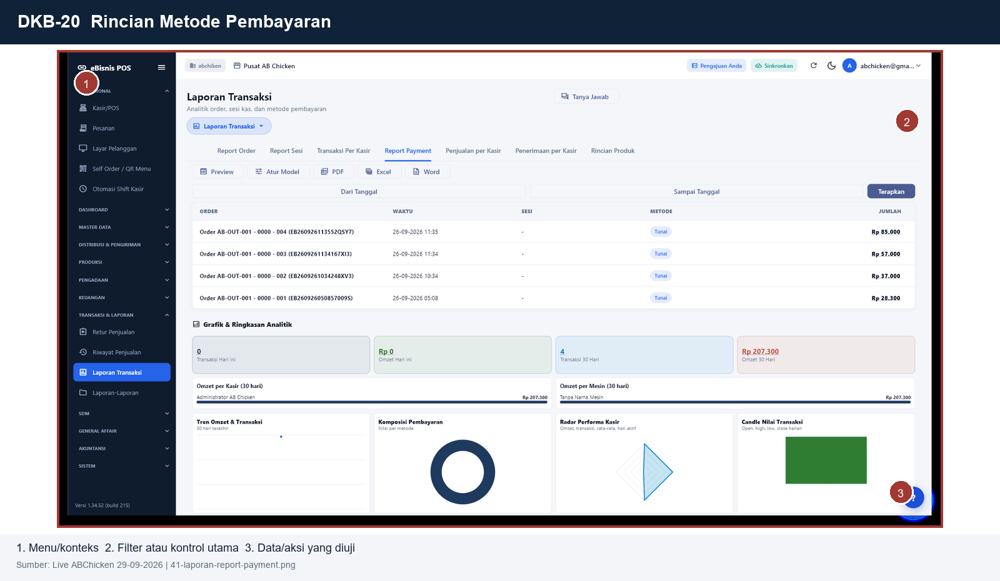 DKB-20 Rincian Metode Pembayaran
eBisnis POS
1
IONAL
Kasir/POS
Pesanan
Layar Pelanggan
Self Order / QR Menu
Otomasi Shift Kasir
DASHBOARD
MASTER DATA
DISTRIBUSI & PENGIRIMAN
PRODUKSI
PENGADAAN
KEUANGAN
TRANSAKSI & LAPORAN
Retur Penjualan
Riwayat Penjualan
Laporan Transaksi
Laporan-Laporan
SDM
GENERAL AFFAIR
AKUNTANSI
SISTEM
Versi 1.34.52 (build 215)
abchiken Pusat AB Chicken
Pengajuan Anda Sinkronkan A abchicken@gma...
Laporan Transaksi
Tanya Jawab
Analitik order, sesi kas, dan metode pembayaran
Laporan Transaksi
2
Report Order Report Sesi Transaksi Per Kasir Report Payment Penjualan per Kasir Penerimaan per Kasir Rincian Produk
Preview Atur Model PDF Excel Word
Dari Tanggal Sampai Tanggal Terapkan
ORDER WAKTU SESI METODE JUMLAH
Order AB-OUT-001 - 0000 - 004 (EB260926113552QSY7) 26-09-2026 11:35 - Tunai Rp 85.000
Order AB-OUT-001 - 0000 - 003 (EB2609261134167XI3) 26-09-2026 11:34 - Tunai Rp 57.000
Order AB-OUT-001 - 0000 - 002 (EB2609261034248XV3) 26-09-2026 10:34 - Tunai Rp 37.000
Order AB-OUT-001 - 0000 - 001 (EB260926050857009S) 26-09-2026 05:08 - Tunai Rp 28.300
Grafik & Ringkasan Analitik
0 Rp 0 4 Rp 207.300
Transaksi Hari Ini Omzet Hari Ini Transaksi 30 Hari Omzet 30 Hari
Omzet per Kasir (30 hari) Omzet per Mesin (30 hari)
Administrator AB Chicken Rp 207.300 Tanpa Nama Mesin Rp 207.300
Tren Omzet & Transaksi Komposisi Pembayaran Radar Performa Kasir Candle Nilai Transaksi
30 hari terakhir Nilai per metode Omzet, transaksi, rata-rata, hari aktif Open, high, low, close harian
3 ?
1. Menu/konteks 2. Filter atau kontrol utama 3. Data/aksi yang diuji
Sumber: Live ABChicken 29-09-2026 | 41-laporan-report-payment.png